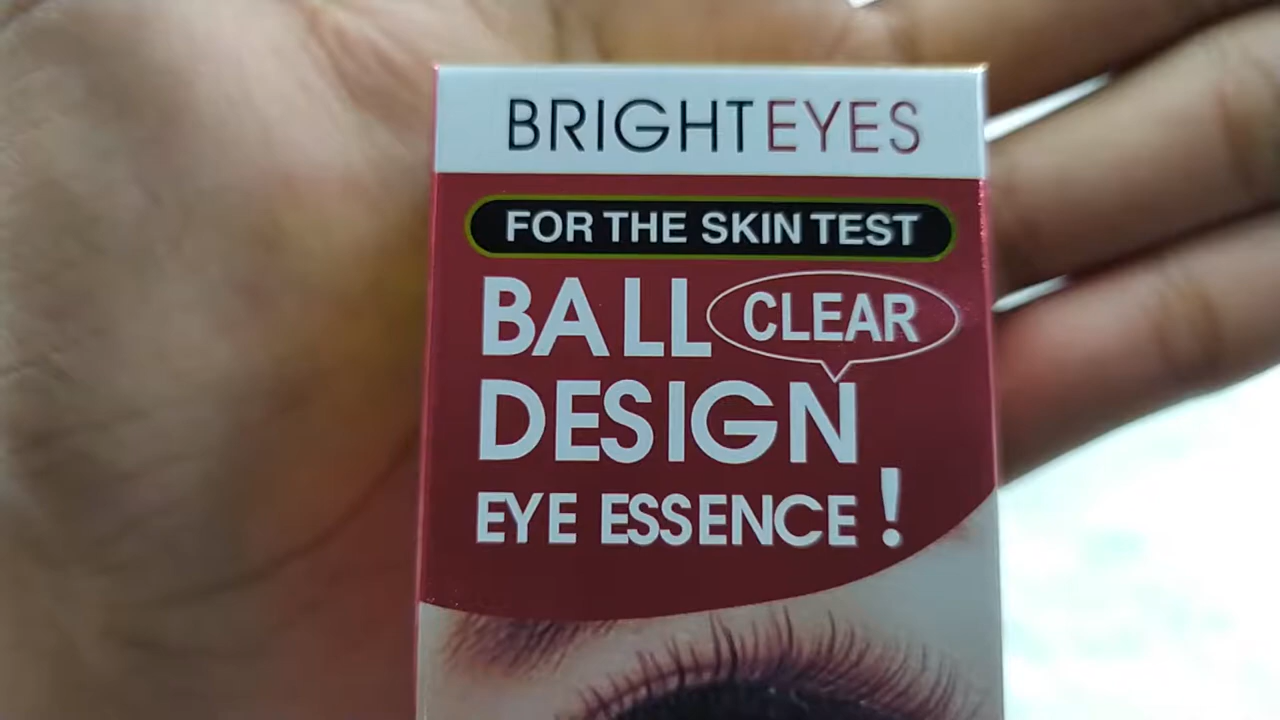 BRIGHTEYES
FOR THE SKIN TEST
BALL CLEAR
DESIGN
EYE ESSENCE!